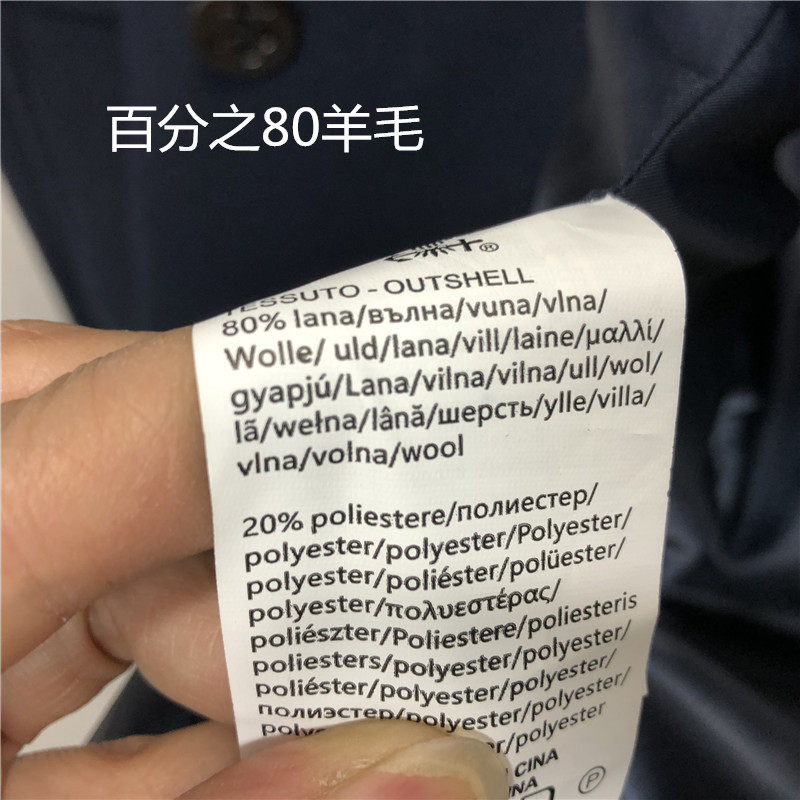 百分之80羊毛
®
TESSUTO - OUTSHELL
80% lana/вълна/vuna/vlna/
Wolle/ uld/lana/vill/laine/μαλλί/
gyapjú/Lana/vilna/vilna/ull/wol/
lã/wełna/lână/шерсть/ylle/villa/
vlna/volna/wool
20% poliestere/полиестер/
polyester/polyester/Polyester/
polyester/poliéster/polüester/
polyester/πολυεστέρας/
poliészter/Poliestere/poliesteris
poliesters/polyester/polyester/
poliéster/polyester/polyester/
полиэстер/polyester/polyester/
/polyester
CINA
P